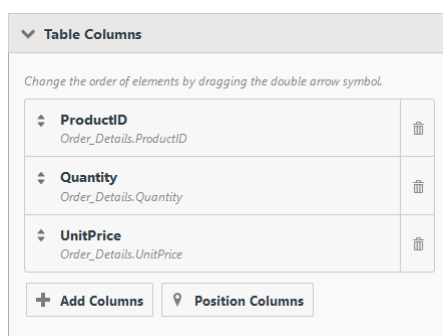 Table Columns
Change the order of elements by dragging the double arrow symbol.
ProductID
Order_Details.ProductID
Quantity
Order_Details.Quantity
UnitPrice
Order_Details.UnitPrice
Add Columns Position Columns